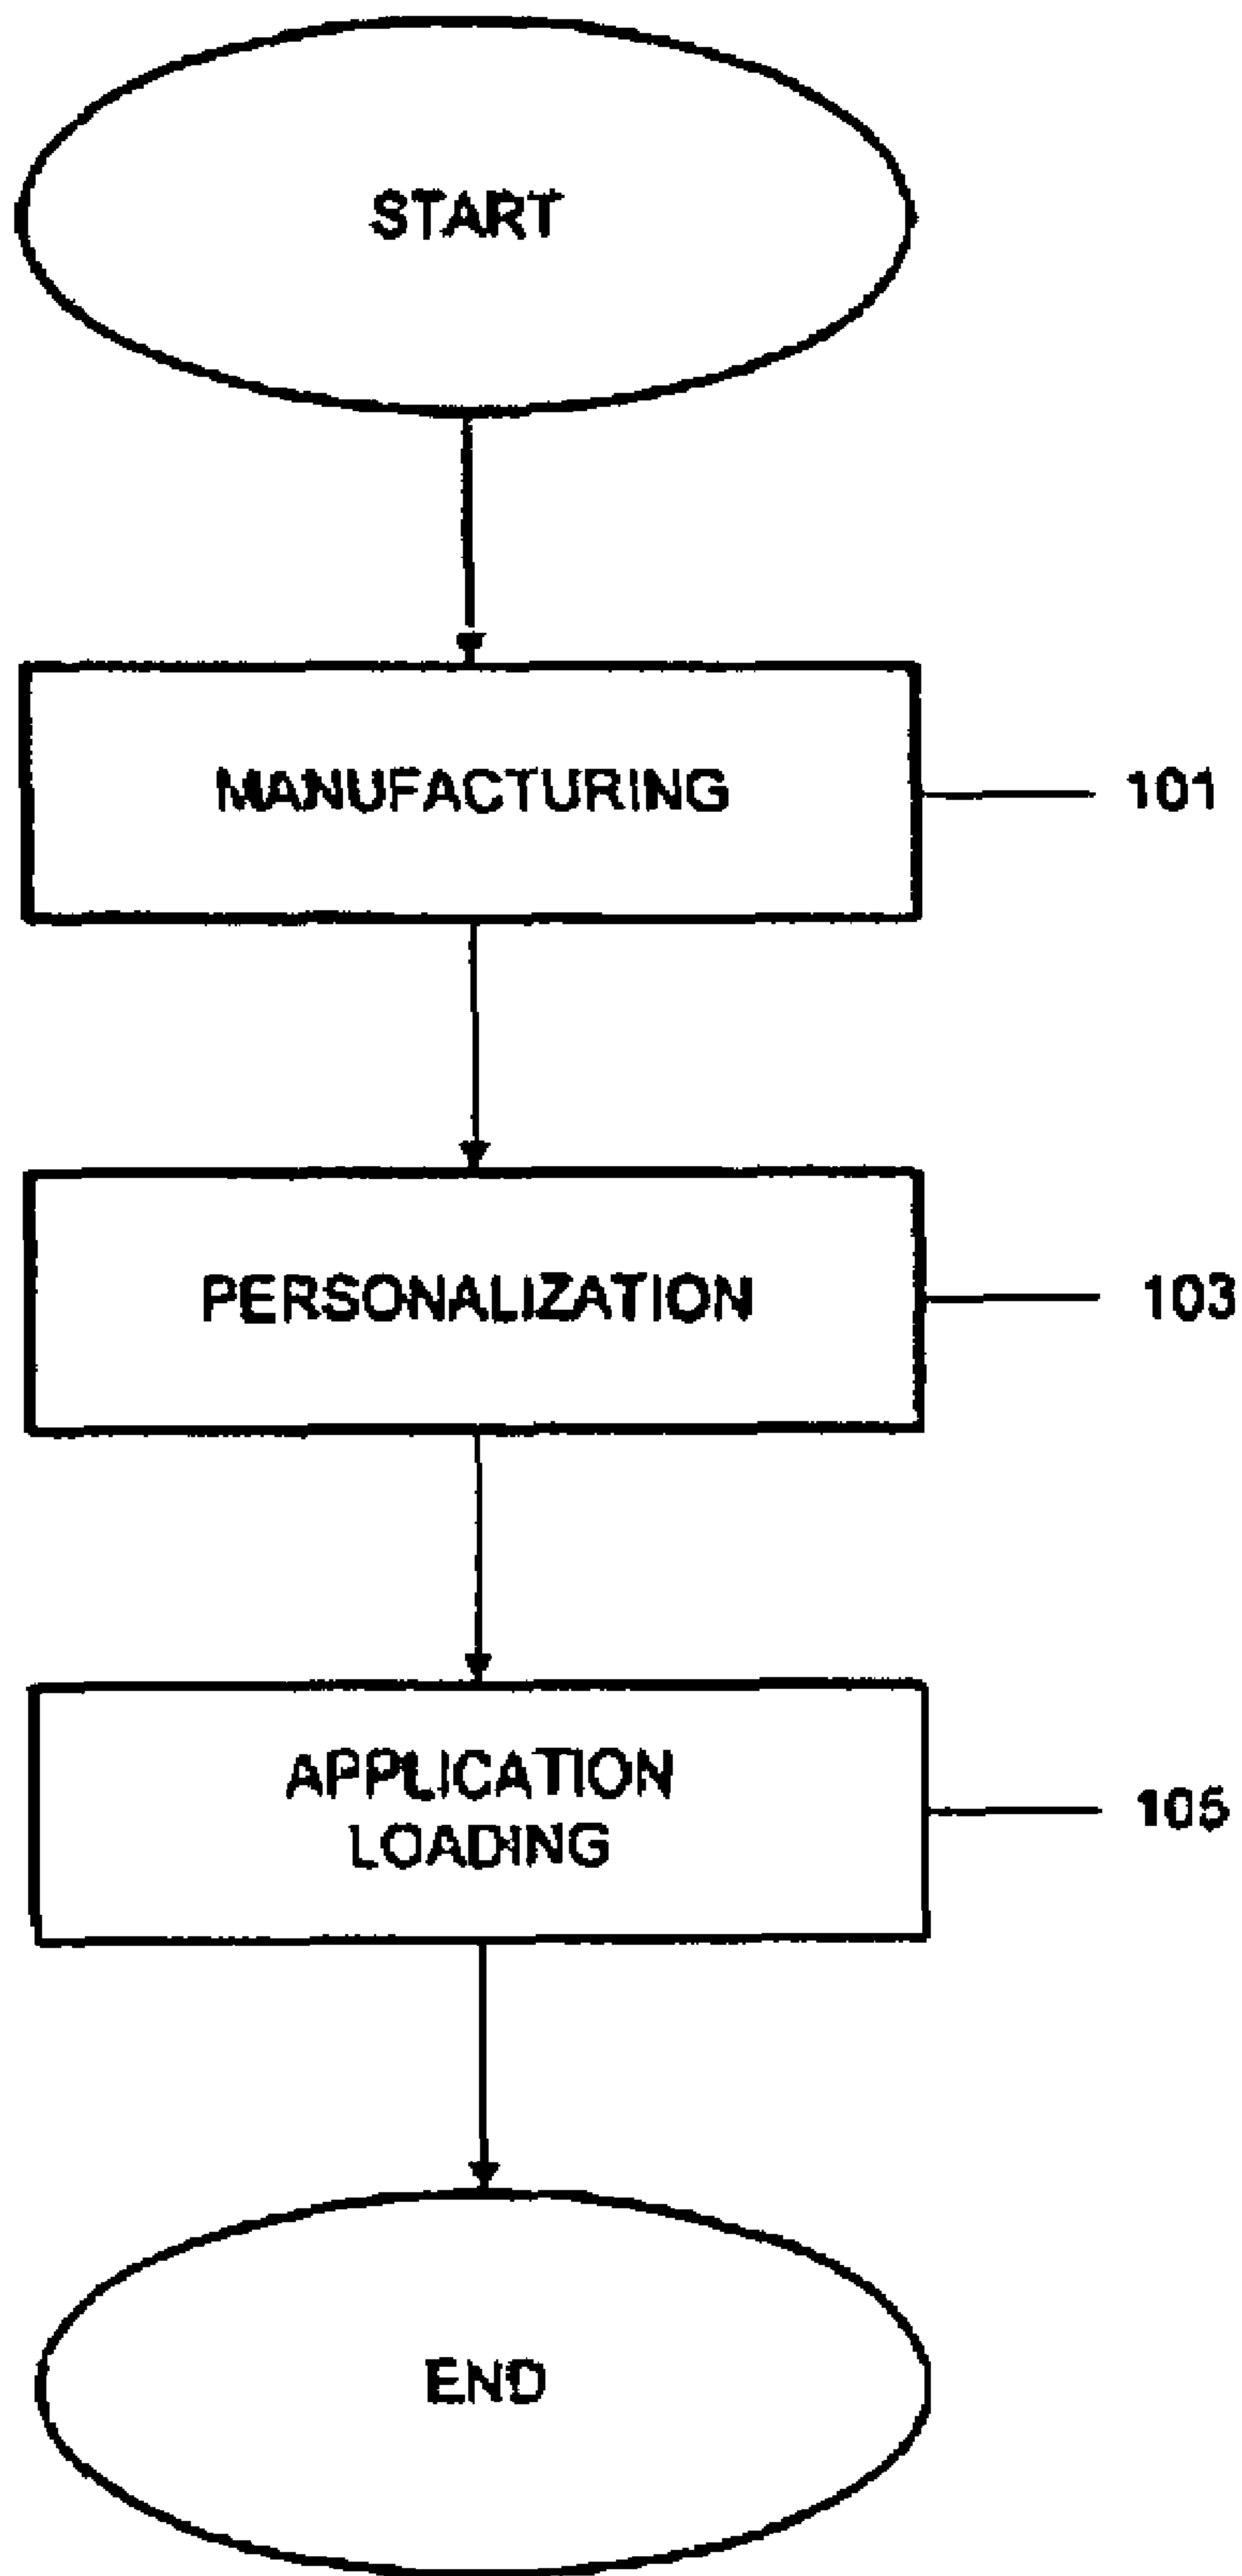 START
MANUFACTURING
101
PERSONALIZATION
103
APPLICATION
LOADING
105
END